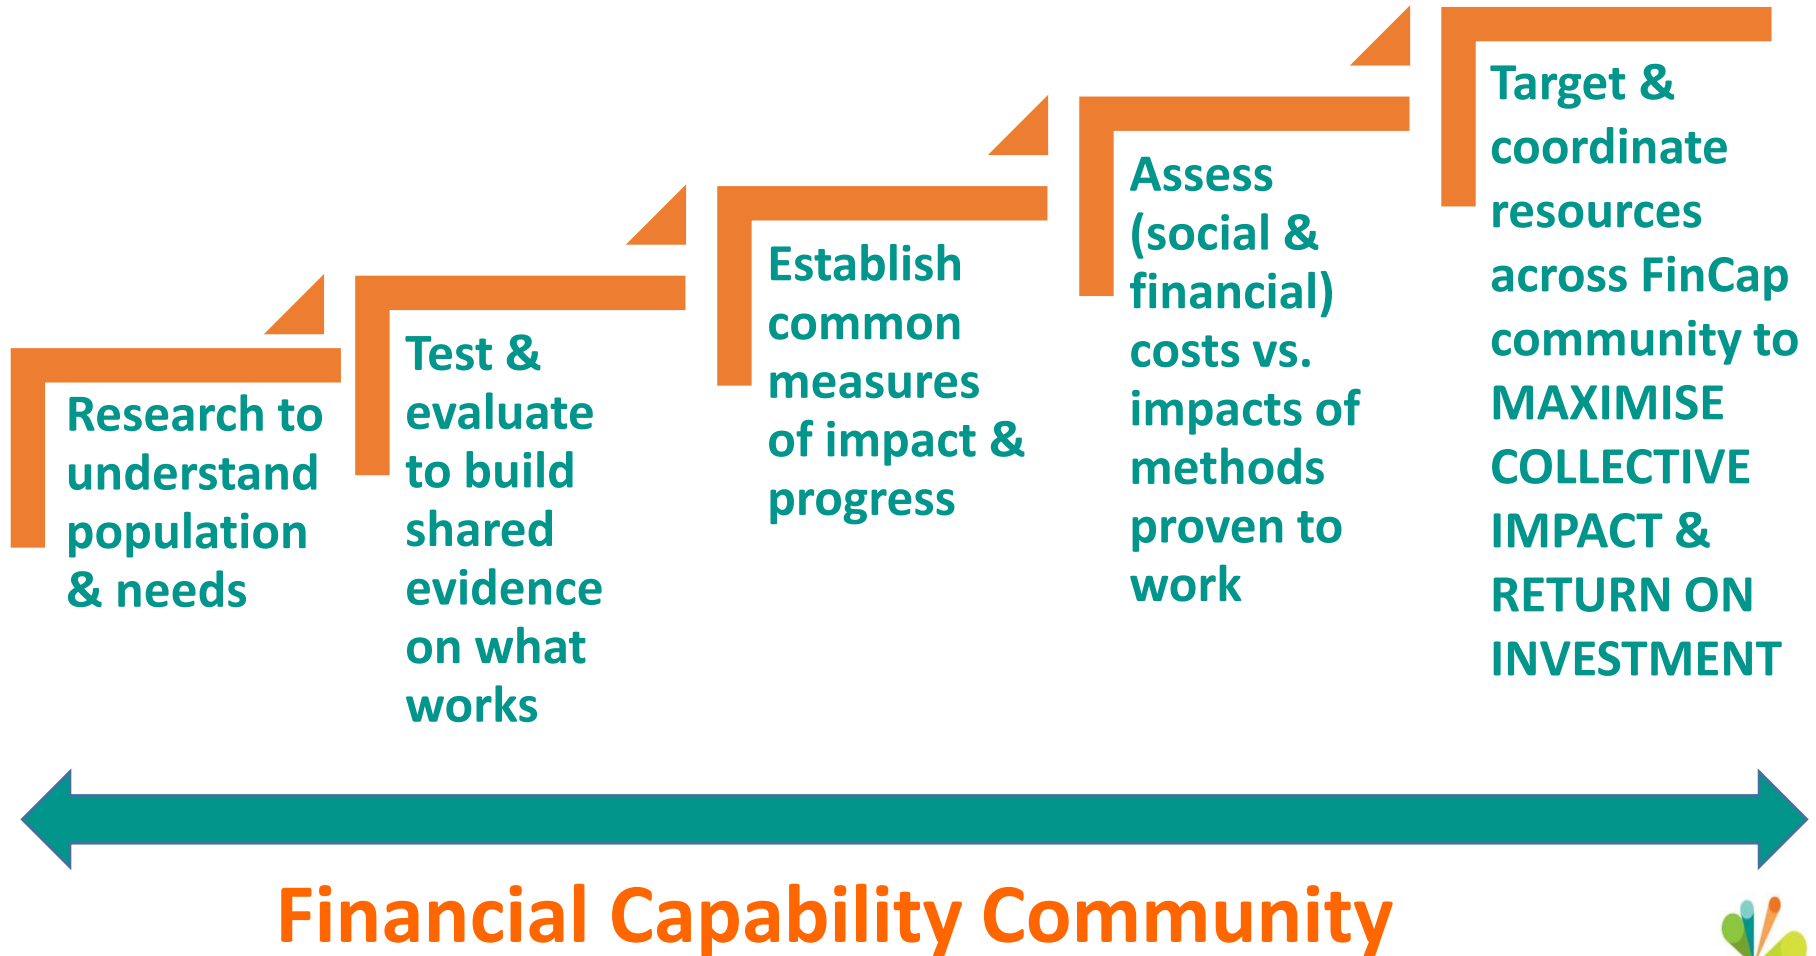 Research to
understand
population
& needs
Test &
evaluate
to build
shared
evidence
on what
works
Establish
common
measures
of impact &
progress
Assess
(social &
financial)
costs vs.
impacts of
methods
proven to
work
Target &
coordinate
resources
across FinCap
community to
MAXIMISE
COLLECTIVE
IMPACT &
RETURN ON
INVESTMENT
Financial Capability Community